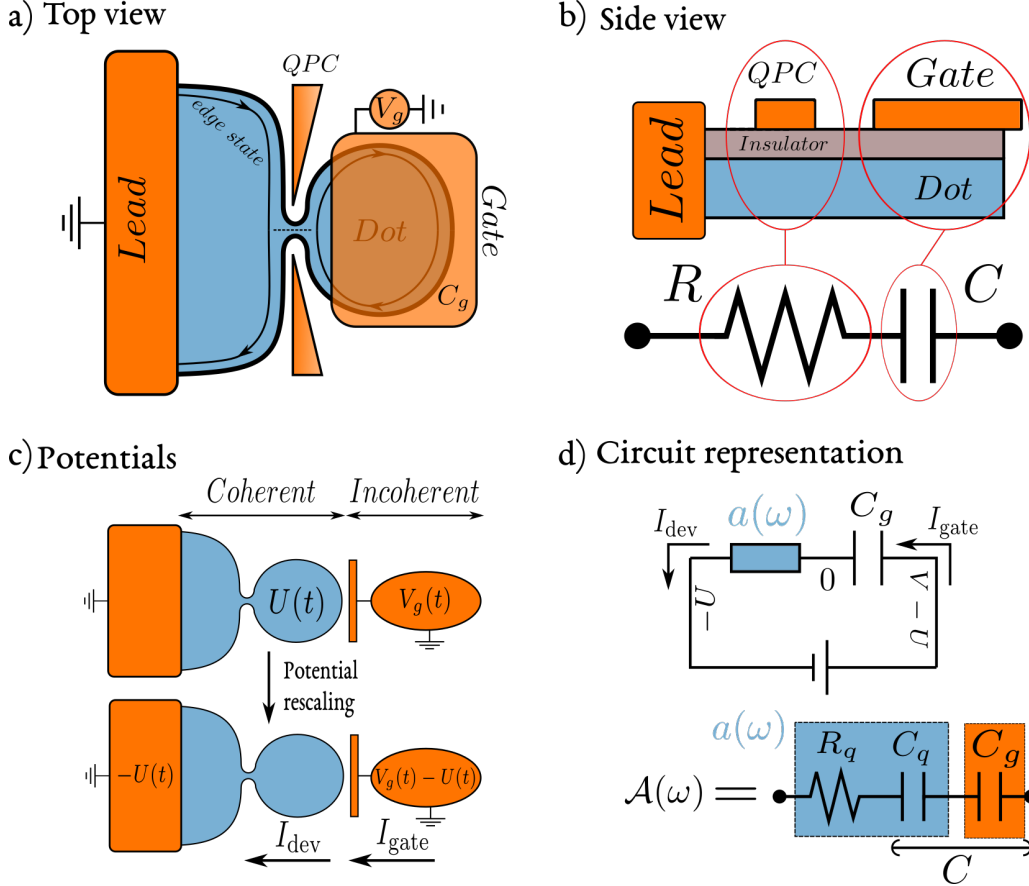 a) Top view
QPC
edge state
V_g
Lead
Dot
Gate
C_g
b) Side view
QPC
Gate
Insulator
Lead
Dot
R
C
c) Potentials
Coherent
Incoherent
U(t)
V_g(t)
Potential
rescaling
-U(t)
V_g(t) - U(t)
I_dev
I_gate
d) Circuit representation
I_dev
a(ω)
C_g
I_gate
-U
0
V - U
a(ω)
R_q
C_q
C_g
A(ω) =
C